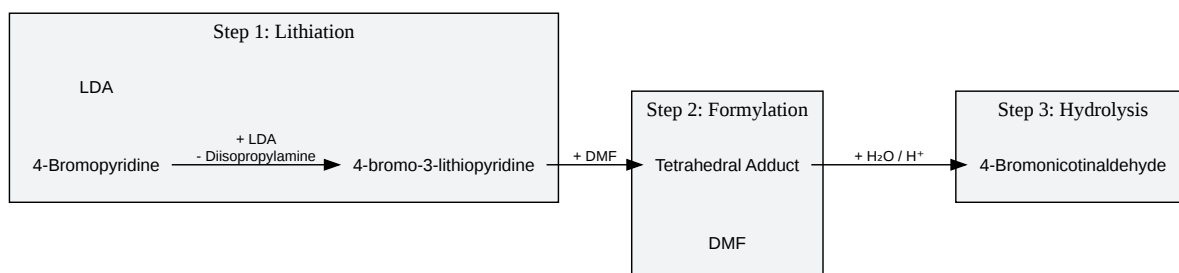 Step 1: Lithiation
LDA
4-Bromopyridine
+ LDA
- Diisopropylamine
4-bromo-3-lithiopyridine
+ DMF
Step 2: Formylation
Tetrahedral Adduct
DMF
+ H₂O / H⁺
Step 3: Hydrolysis
4-Bromonicotinaldehyde